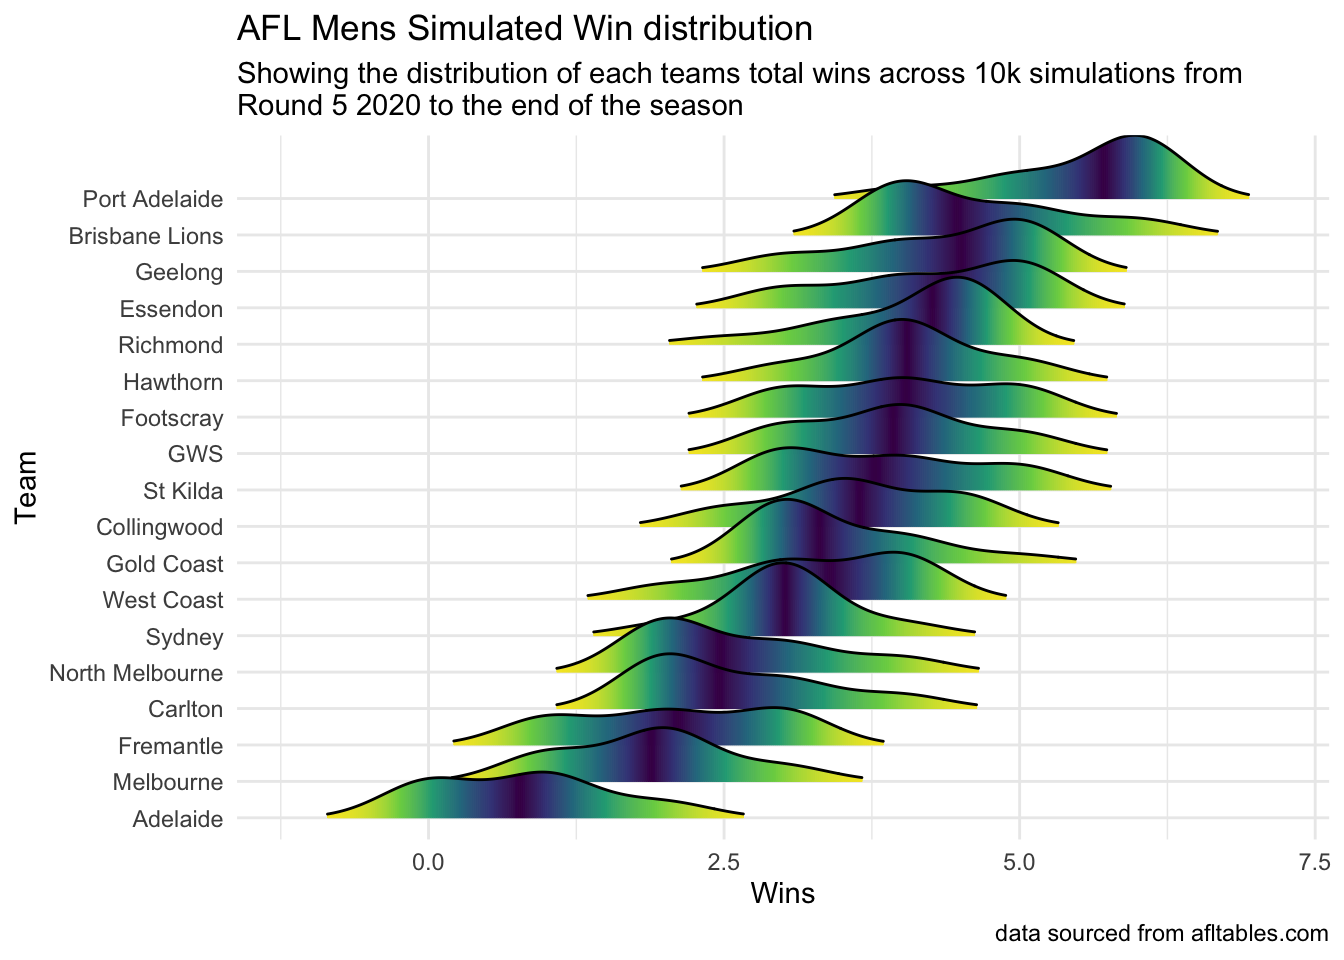 AFL Mens Simulated Win distribution
Showing the distribution of each teams total wins across 10k simulations from
Round 5 2020 to the end of the season
Team
Port Adelaide
Brisbane Lions
Geelong
Essendon
Richmond
Hawthorn
Footscray
GWS
St Kilda
Collingwood
Gold Coast
West Coast
Sydney
North Melbourne
Carlton
Fremantle
Melbourne
Adelaide
0.0 2.5 5.0 7.5
Wins
data sourced from afltables.com